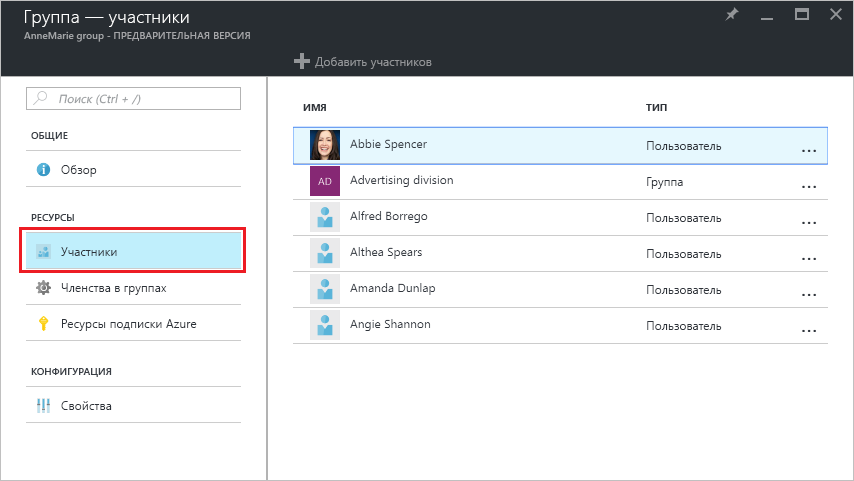 Группа — участники
AnneMarie group - ПРЕДВАРИТЕЛЬНАЯ ВЕРСИЯ
Добавить участников
Поиск (Ctrl + /)
ОБЩИЕ
Обзор
РЕСУРСЫ
Участники
Членства в группах
Ресурсы подписки Azure
КОНФИГУРАЦИЯ
Свойства
ИМЯ ТИП
Abbie Spencer Пользователь ...
AD Advertising division Группа ...
Alfred Borrego Пользователь ...
Althea Spears Пользователь ...
Amanda Dunlap Пользователь ...
Angie Shannon Пользователь ...